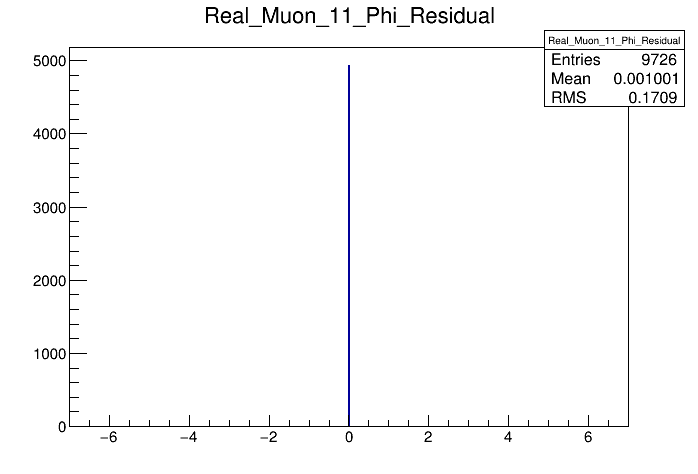 Real_Muon_11_Phi_Residual
Real_Muon_11_Phi_Residual
Entries 9726
Mean 0.001001
RMS 0.1709
5000
4000
3000
2000
1000
0
−6 −4 −2 0 2 4 6